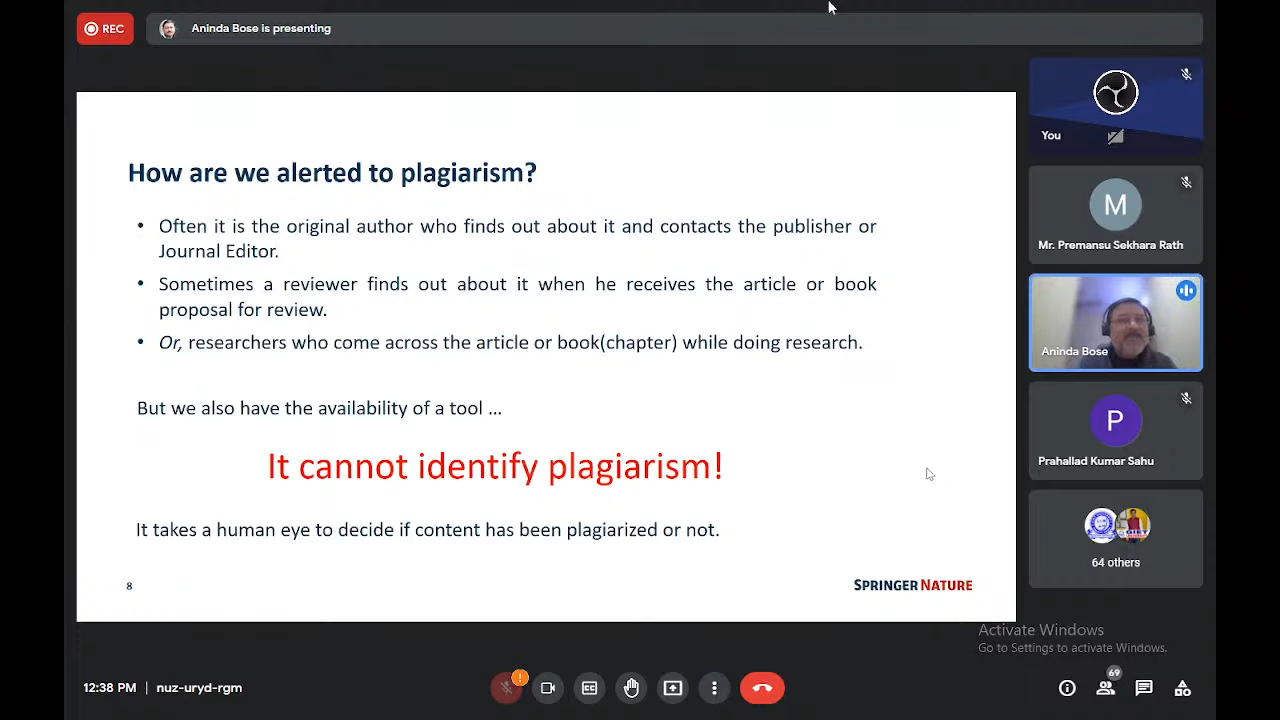 REC
Aninda Bose is presenting
How are we alerted to plagiarism?
• Often it is the original author who finds out about it and contacts the publisher or
Journal Editor.
• Sometimes a reviewer finds out about it when he receives the article or book
proposal for review.
• Or, researchers who come across the article or book(chapter) while doing research.
But we also have the availability of a tool ...
It cannot identify plagiarism!
It takes a human eye to decide if content has been plagiarized or not.
8
SPRINGER NATURE
You
M
Mr. Premansu Sekhara Rath
Aninda Bose
P
Prahallad Kumar Sahu
GIET
64 others
Activate Windows
Go to Settings to activate Windows.
12:38 PM | nuz-uryd-rgm
!
CC
69